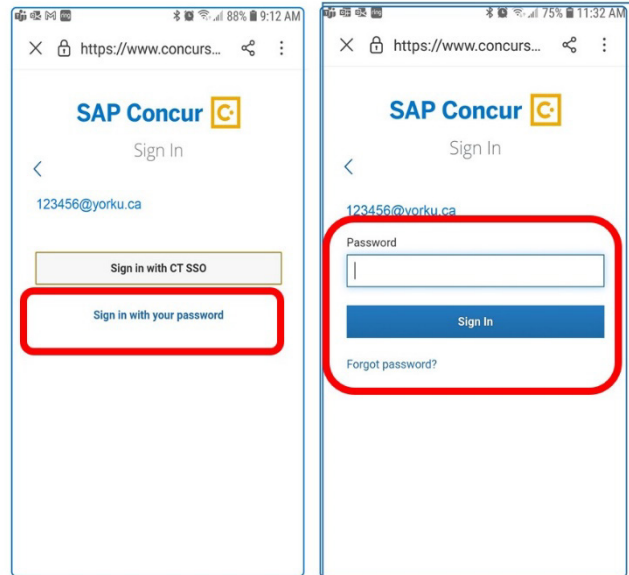 88% 9:12 AM
https://www.concurs...
SAP Concur C.
Sign In
123456@yorku.ca
Sign in with CT SSO
Sign in with your password
75% 11:32 AM
https://www.concurs...
SAP Concur C.
Sign In
123456@yorku.ca
Password
Sign In
Forgot password?